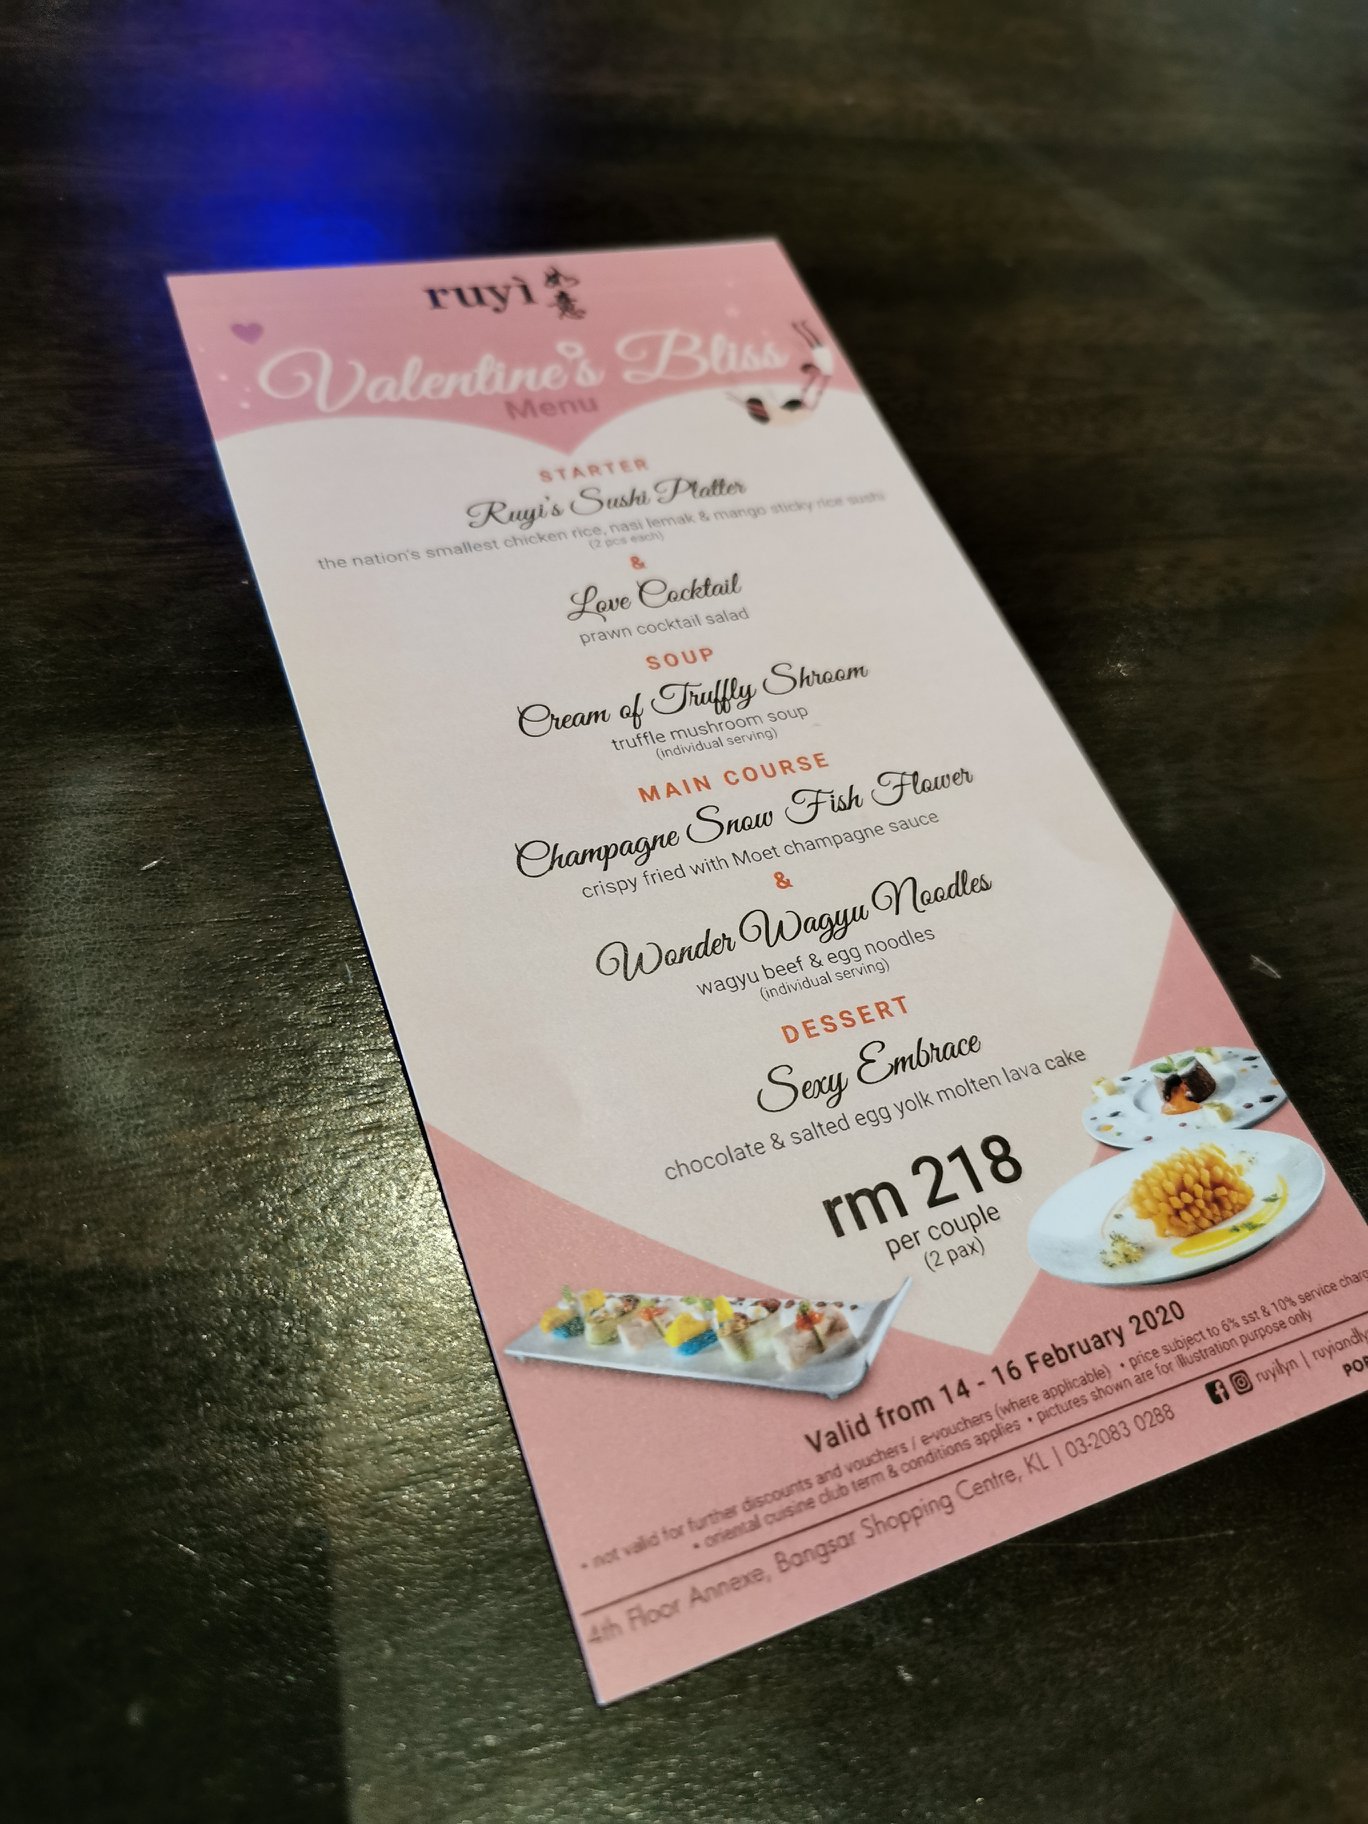 ruyi 如意
Valentine's Bliss
Menu
STARTER
Ruyi's Sushi Platter
the nation's smallest chicken rice, nasi lemak & mango sticky rice sushi
(2 pcs each)
&
Love Cocktail
prawn cocktail salad
SOUP
Cream of Truffly Shroom
truffle mushroom soup
(individual serving)
MAIN COURSE
Champagne Snow Fish Flower
crispy fried with Moet champagne sauce
&
Wonder Wagyu Noodles
wagyu beef & egg noodles
(individual serving)
DESSERT
Sexy Embrace
chocolate & salted egg yolk molten lava cake
rm 218
per couple
(2 pax)
Valid from 14 - 16 February 2020
• not valid for further discounts and vouchers / e-vouchers (where applicable) • price subject to 6% sst & 10% service
• oriental cuisine club term & conditions applies • pictures shown are for illustration purpose only
4th Floor Annexe, Bangsar Shopping Centre, KL | 03-2083 0288
ruyilyn |